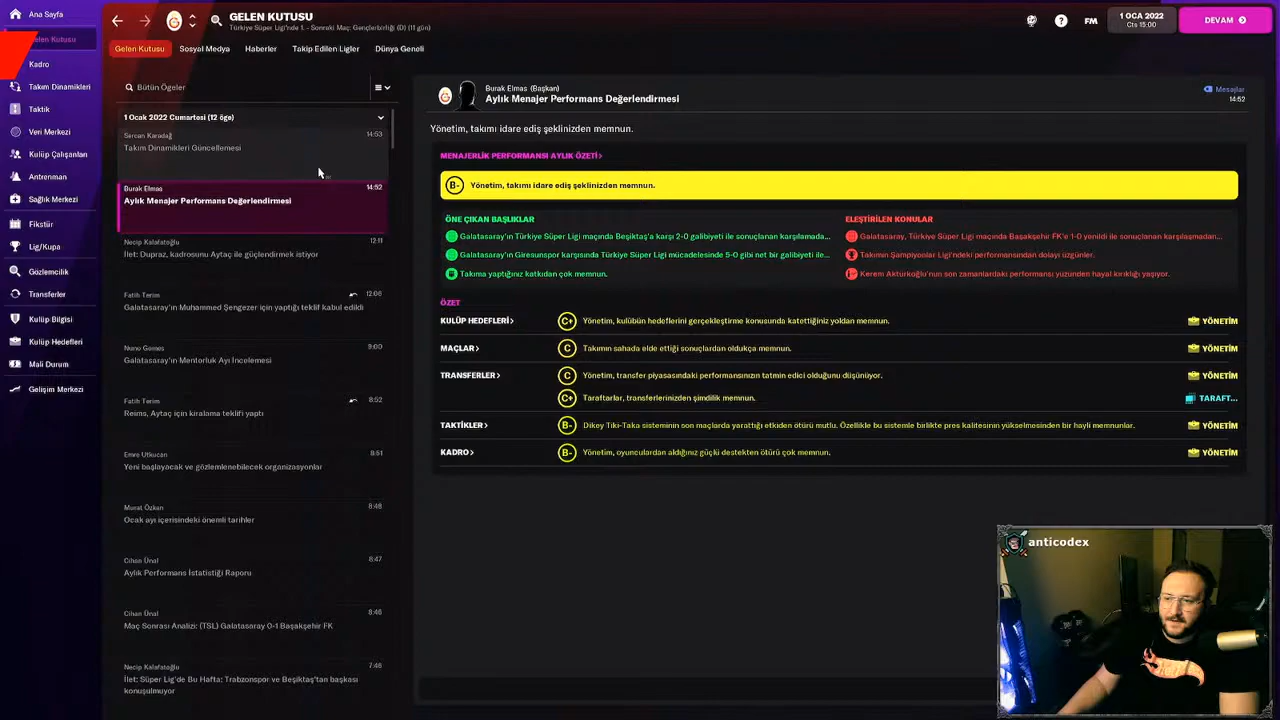 Ana Sayfa
Gelen Kutusu
Kadro
Takım Dinamikleri
Taktik
Veri Merkezi
Kulüp Çalışanları
Antrenman
Sağlık Merkezi
Fikstür
Lig/Kupa
Gözlemcilik
Transferler
Kulüp Bilgisi
Kulüp Hedefleri
Mali Durum
Gelişim Merkezi
GELEN KUTUSU
Türkiye Süper Ligi'nde 1. - Sonraki Maç: Gençlerbirliği (D) (11 gün)
FM
1 OCA 2022
Cts 15:00
DEVAM
Gelen Kutusu
Sosyal Medya
Haberler
Takip Edilen Ligler
Dünya Geneli
Bütün Ögeler
1 Ocak 2022 Cumartesi (12 öge)
Sercan Karadağ 14:53
Takım Dinamikleri Güncellemesi
Burak Elmas 14:52
Aylık Menajer Performans Değerlendirmesi
Necip Kalafatoğlu 12:11
İlet: Dupraz, kadrosunu Aytaç ile güçlendirmek istiyor
Fatih Terim 12:06
Galatasaray'ın Muhammed Şengezer için yaptığı teklif kabul edildi
Nuno Gomes 9:00
Galatasaray'ın Mentorluk Ayı İncelemesi
Fatih Terim 8:52
Reims, Aytaç için kiralama teklifi yaptı
Emre Utkucan 8:51
Yeni başlayacak ve gözlemlenebilecek organizasyonlar
Murat Özkan 8:48
Ocak ayı içerisindeki önemli tarihler
Cihan Ünal 8:47
Aylık Performans İstatistiği Raporu
Cihan Ünal 8:46
Maç Sonrası Analizi: (TSL) Galatasaray 0-1 Başakşehir FK
Necip Kalafatoğlu 7:46
İlet: Süper Lig'de Bu Hafta: Trabzonspor ve Beşiktaş'tan başkası
konuşulmuyor
Burak Elmas (Başkan)
Aylık Menajer Performans Değerlendirmesi
Mesajlar
14:52
Yönetim, takımı idare ediş şeklinizden memnun.
MENAJERLİK PERFORMANSI AYLIK ÖZETİ>
B- Yönetim, takımı idare ediş şeklinizden memnun.
ÖNE ÇIKAN BAŞLIKLAR
Galatasaray'ın Türkiye Süper Ligi maçında Beşiktaş'a karşı 2-0 galibiyeti ile sonuçlanan karşılamada...
Galatasaray'ın Giresunspor karşısında Türkiye Süper Ligi mücadelesinde 5-0 gibi net bir galibiyeti ile...
Takıma yaptığınız katkıdan çok memnun.
ELEŞTİRİLEN KONULAR
Galatasaray, Türkiye Süper Ligi maçında Başakşehir FK'e 1-0 yenildi ile sonuçlanan karşılaşmadan...
Takımın Şampiyonlar Ligi'ndeki performansından dolayı üzgünler.
Kerem Aktürkoğlu'nun son zamanlardaki performansı yüzünden hayal kırıklığı yaşıyor.
ÖZET
KULÜP HEDEFLERİ> C+ Yönetim, kulübün hedeflerini gerçekleştirme konusunda katettiğiniz yoldan memnun. YÖNETİM
MAÇLAR> C Takımın sahada elde ettiği sonuçlardan oldukça memnun. YÖNETİM
TRANSFERLER> C Yönetim, transfer piyasasındaki performansınızın tatmin edici olduğunu düşünüyor. YÖNETİM
C+ Taraftarlar, transferlerinizden şimdilik memnun. TARAFT...
TAKTİKLER> B- Dikey Tiki-Taka sisteminin son maçlarda yarattığı etkiden ötürü mutlu. Özellikle bu sistemle birlikte pres kalitesinin yükselmesinden bir hayli memnunlar. YÖNETİM
KADRO> B- Yönetim, oyunculardan aldığınız güçlü destekten ötürü çok memnun. YÖNETİM
anticodex